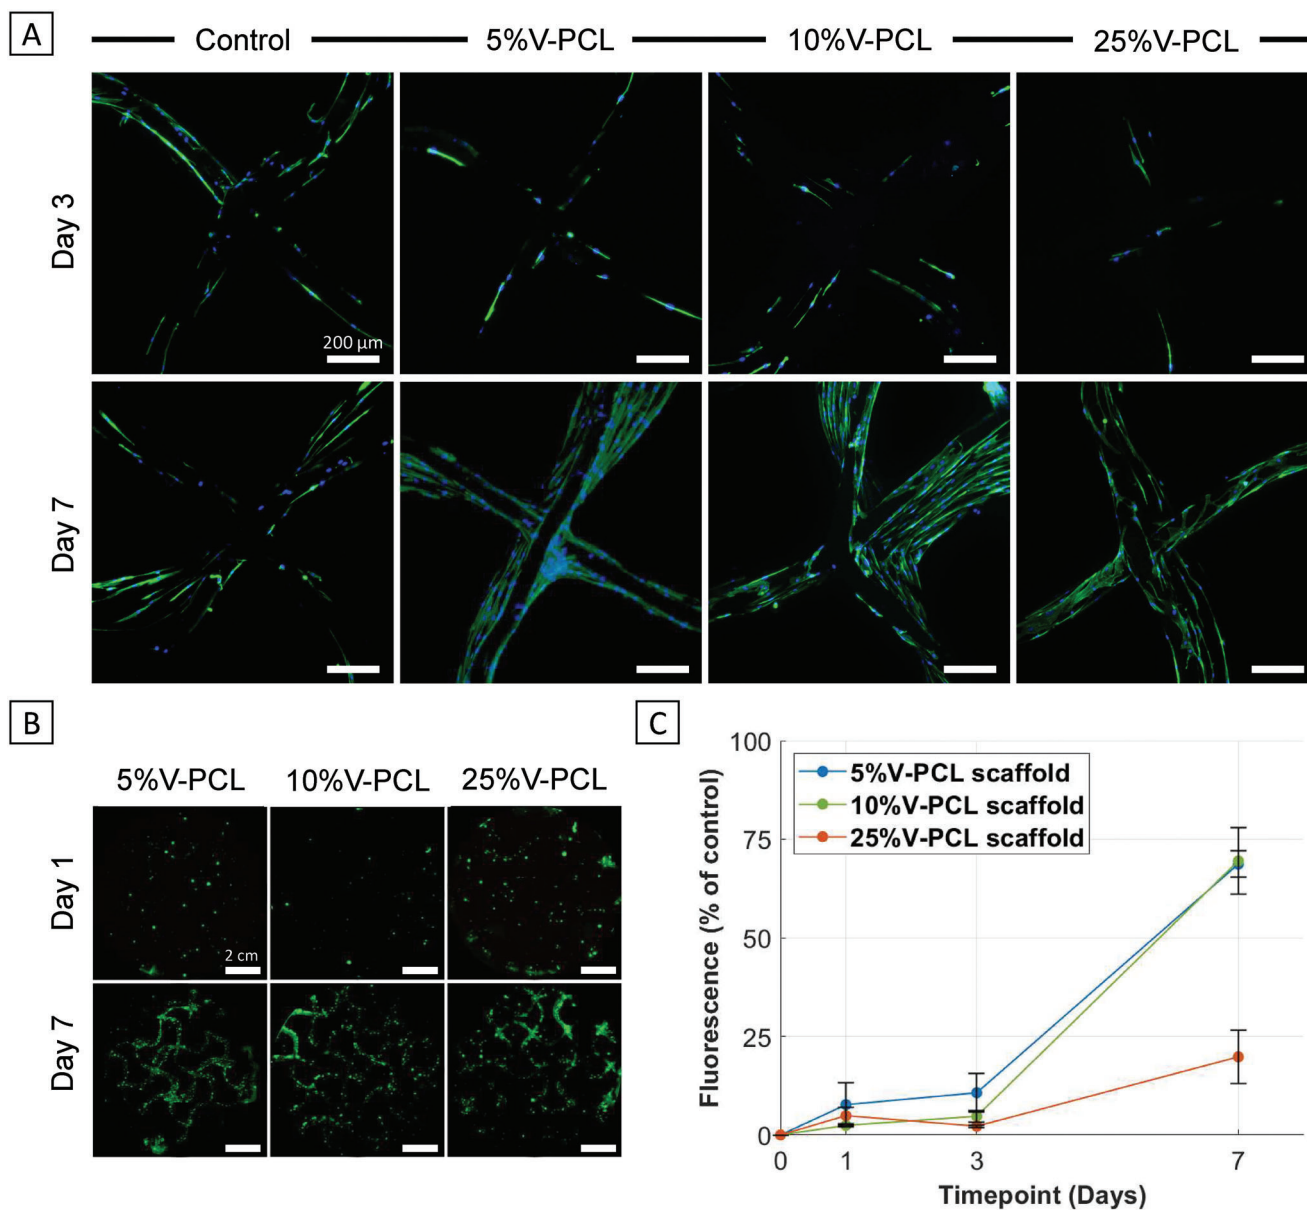 A
Control 5%V-PCL 10%V-PCL 25%V-PCL
Day 3
200 µm
Day 7
B
5%V-PCL 10%V-PCL 25%V-PCL
Day 1
2 cm
Day 7
C
Fluorescence (% of control)
100
75
50
25
0
5%V-PCL scaffold
10%V-PCL scaffold
25%V-PCL scaffold
0 1 3 7
Timepoint (Days)